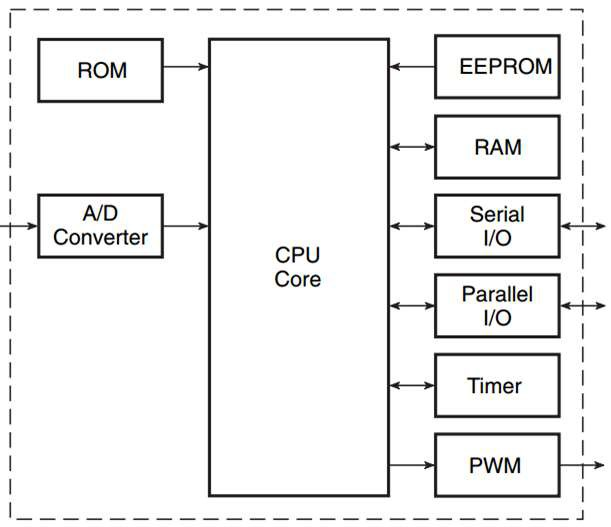 ROM
EEPROM
RAM
A/D
Converter
Serial
I/O
CPU
Core
Parallel
I/O
Timer
PWM